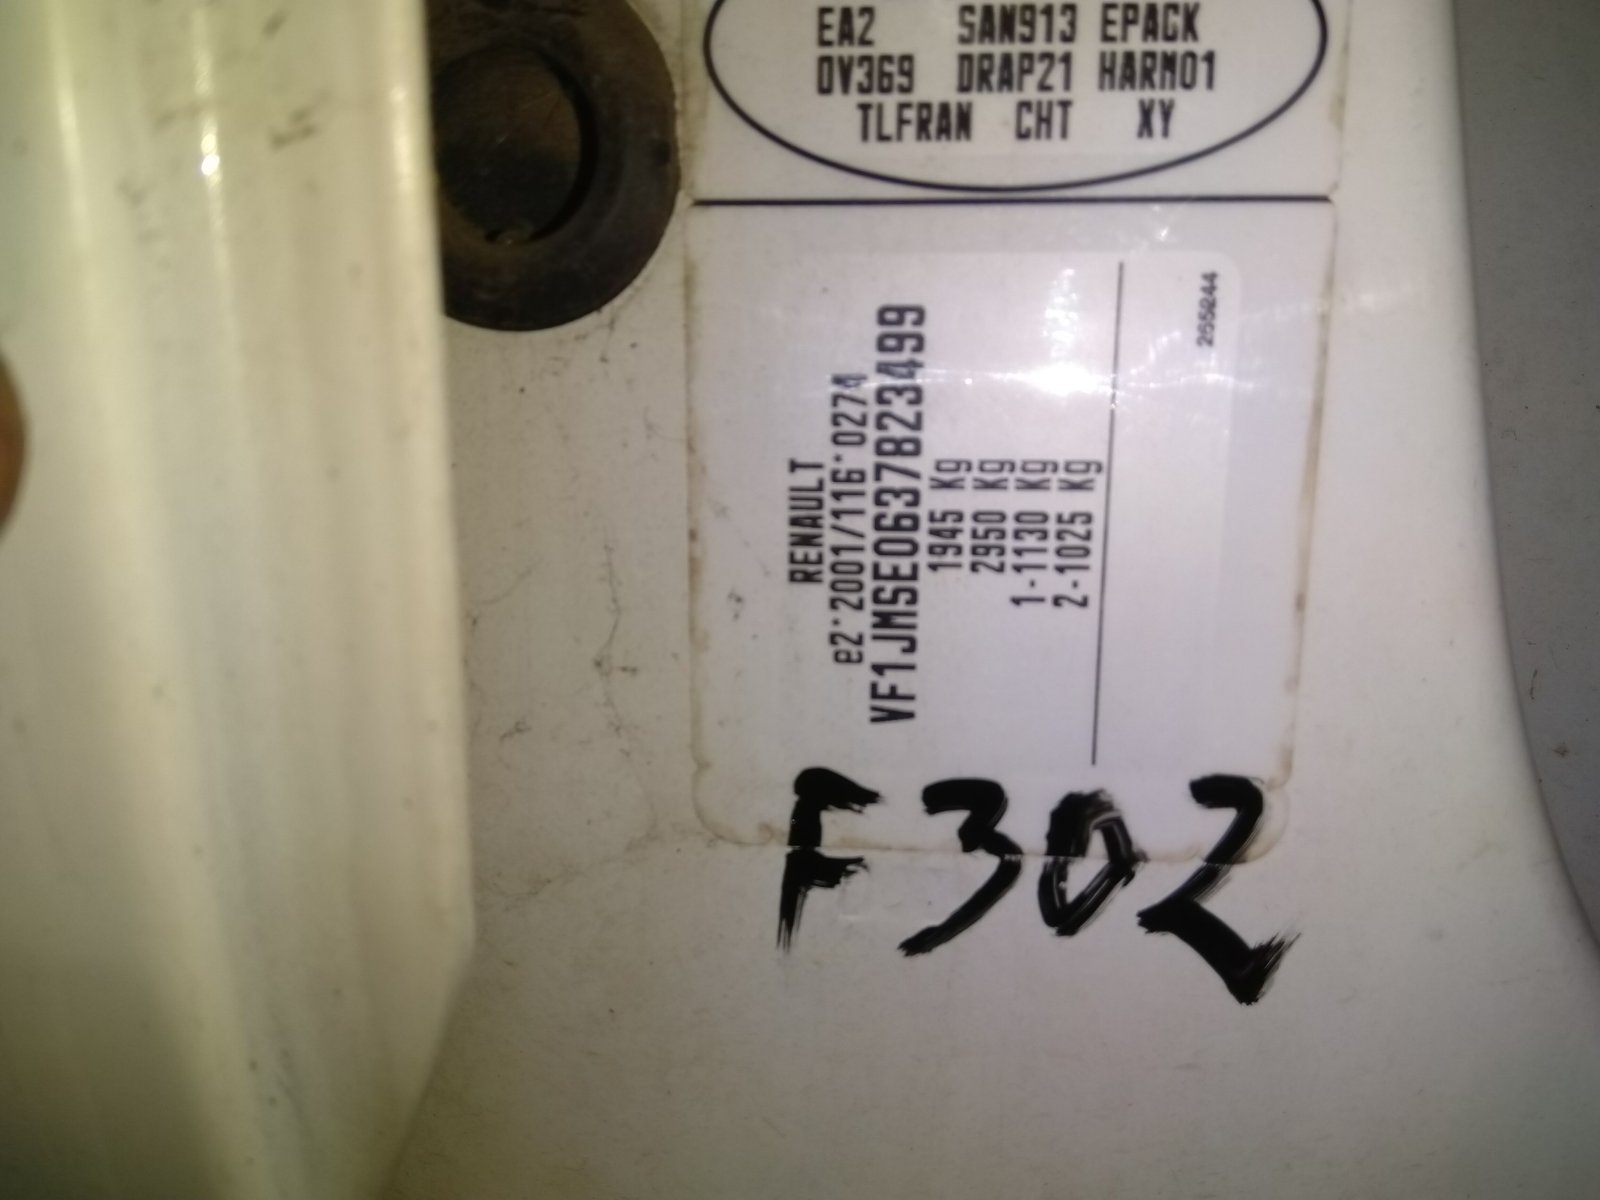 EA2 SAN913 EPACK
OV369 DRAP21 HARM01
TLFRAN CHT XY
RENAULT
e2*2001/116*0274
VF1JMSE0637823499
1945 Kg
2950 Kg
1-1130 Kg
2-1025 Kg
265244
F302